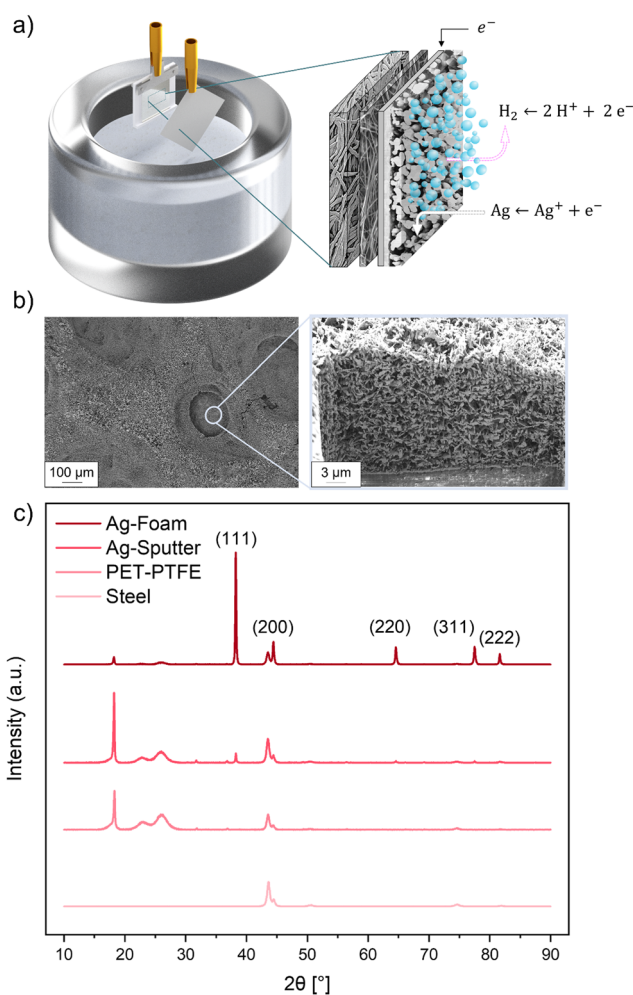 a)
e⁻
H₂ ← 2 H⁺ + 2 e⁻
Ag ← Ag⁺ + e⁻
b)
100 µm
3 µm
c)
Ag-Foam
Ag-Sputter
PET-PTFE
Steel
(111)
(200)
(220)
(311)
(222)
Intensity (a.u.)
10 20 30 40 50 60 70 80 90
2θ [°]